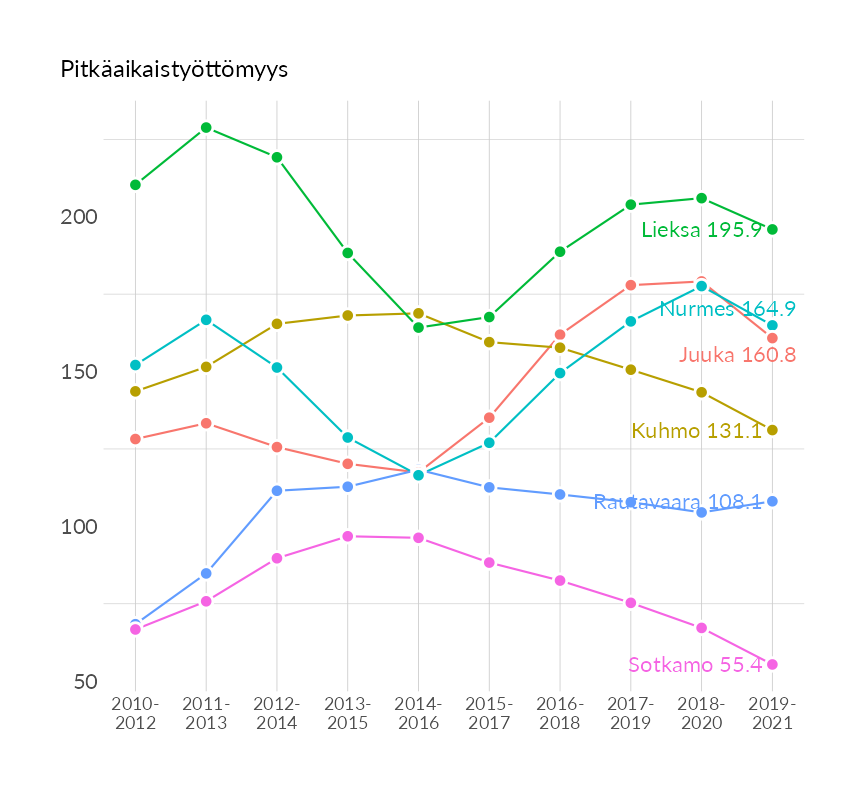 Pitkäaikaistyöttömyys
200
150
100
50
Lieksa 195.9
Nurmes 164.9
Juuka 160.8
Kuhmo 131.1
Rautavaara 108.1
Sotkamo 55.4
2010- 2011- 2012- 2013- 2014- 2015- 2016- 2017- 2018- 2019-
2012 2013 2014 2015 2016 2017 2018 2019 2020 2021